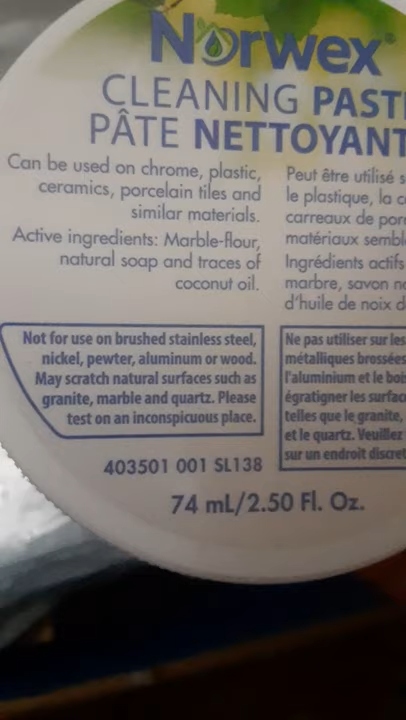 Norwex®
CLEANING
PÂTE
Can be used on chrome, plastic,
ceramics, porcelain tiles and
similar materials.
Active ingredients: Marble-flour,
natural soap and traces of
coconut oil.
Not for use on brushed stainless steel,
nickel, pewter, aluminum or wood.
May scratch natural surfaces such as
granite, marble and quartz. Please
test on an inconspicuous place.
Peut être utilisé
le plastique, la
carreaux de
matériaux
Ingrédients actifs
marbre, savon
d'huile de noix
Ne pas utiliser sur les
métalliques brossées
l'aluminium et le bois
égratigner les
telles que le granite,
et le quartz. Veuillez
sur un endroit discret
403501 001 SL138
74 mL/2.50 Fl. Oz.